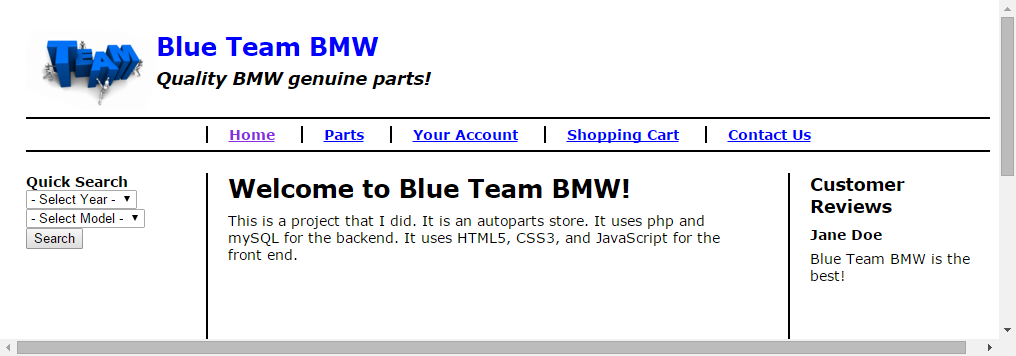 TEAM
Blue Team BMW
Quality BMW genuine parts!
Home
Parts
Your Account
Shopping Cart
Contact Us
Quick Search
- Select Year -
- Select Model -
Search
Welcome to Blue Team BMW!
This is a project that I did. It is an autoparts store. It uses php and
mySQL for the backend. It uses HTML5, CSS3, and JavaScript for the
front end.
Customer
Reviews
Jane Doe
Blue Team BMW is the
best!